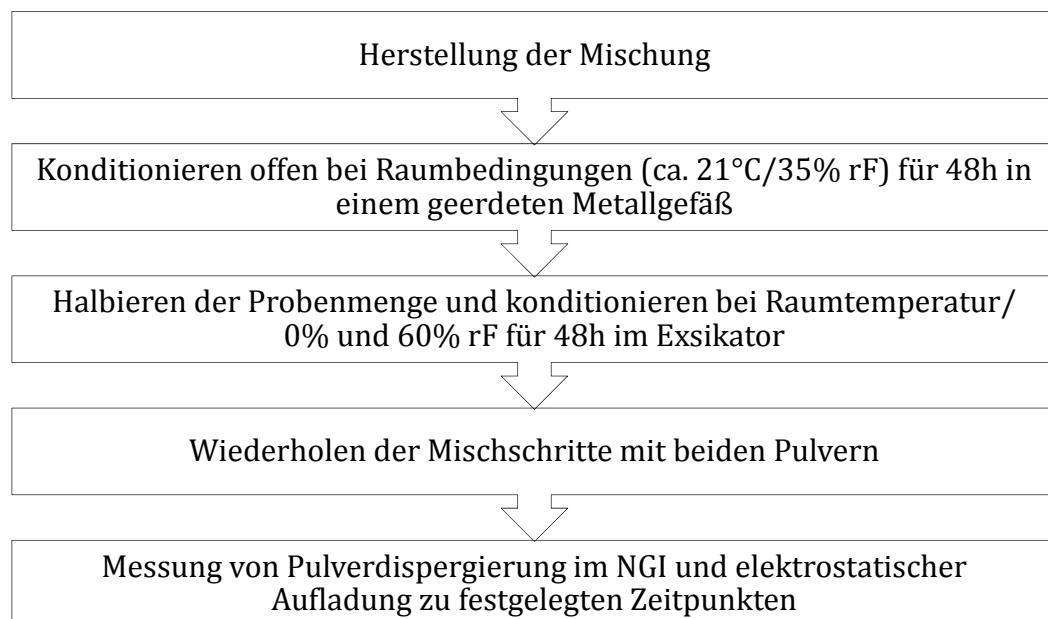 Herstellung der Mischung
Konditionieren offen bei Raumbedingungen (ca. 21°C/35% rF) für 48h in
einem geerdeten Metallgefäß
Halbieren der Probenmenge und konditionieren bei Raumtemperatur/
0% und 60% rF für 48h im Exsikator
Wiederholen der Mischschritte mit beiden Pulvern
Messung von Pulverdispergierung im NGI und elektrostatischer
Aufladung zu festgelegten Zeitpunkten